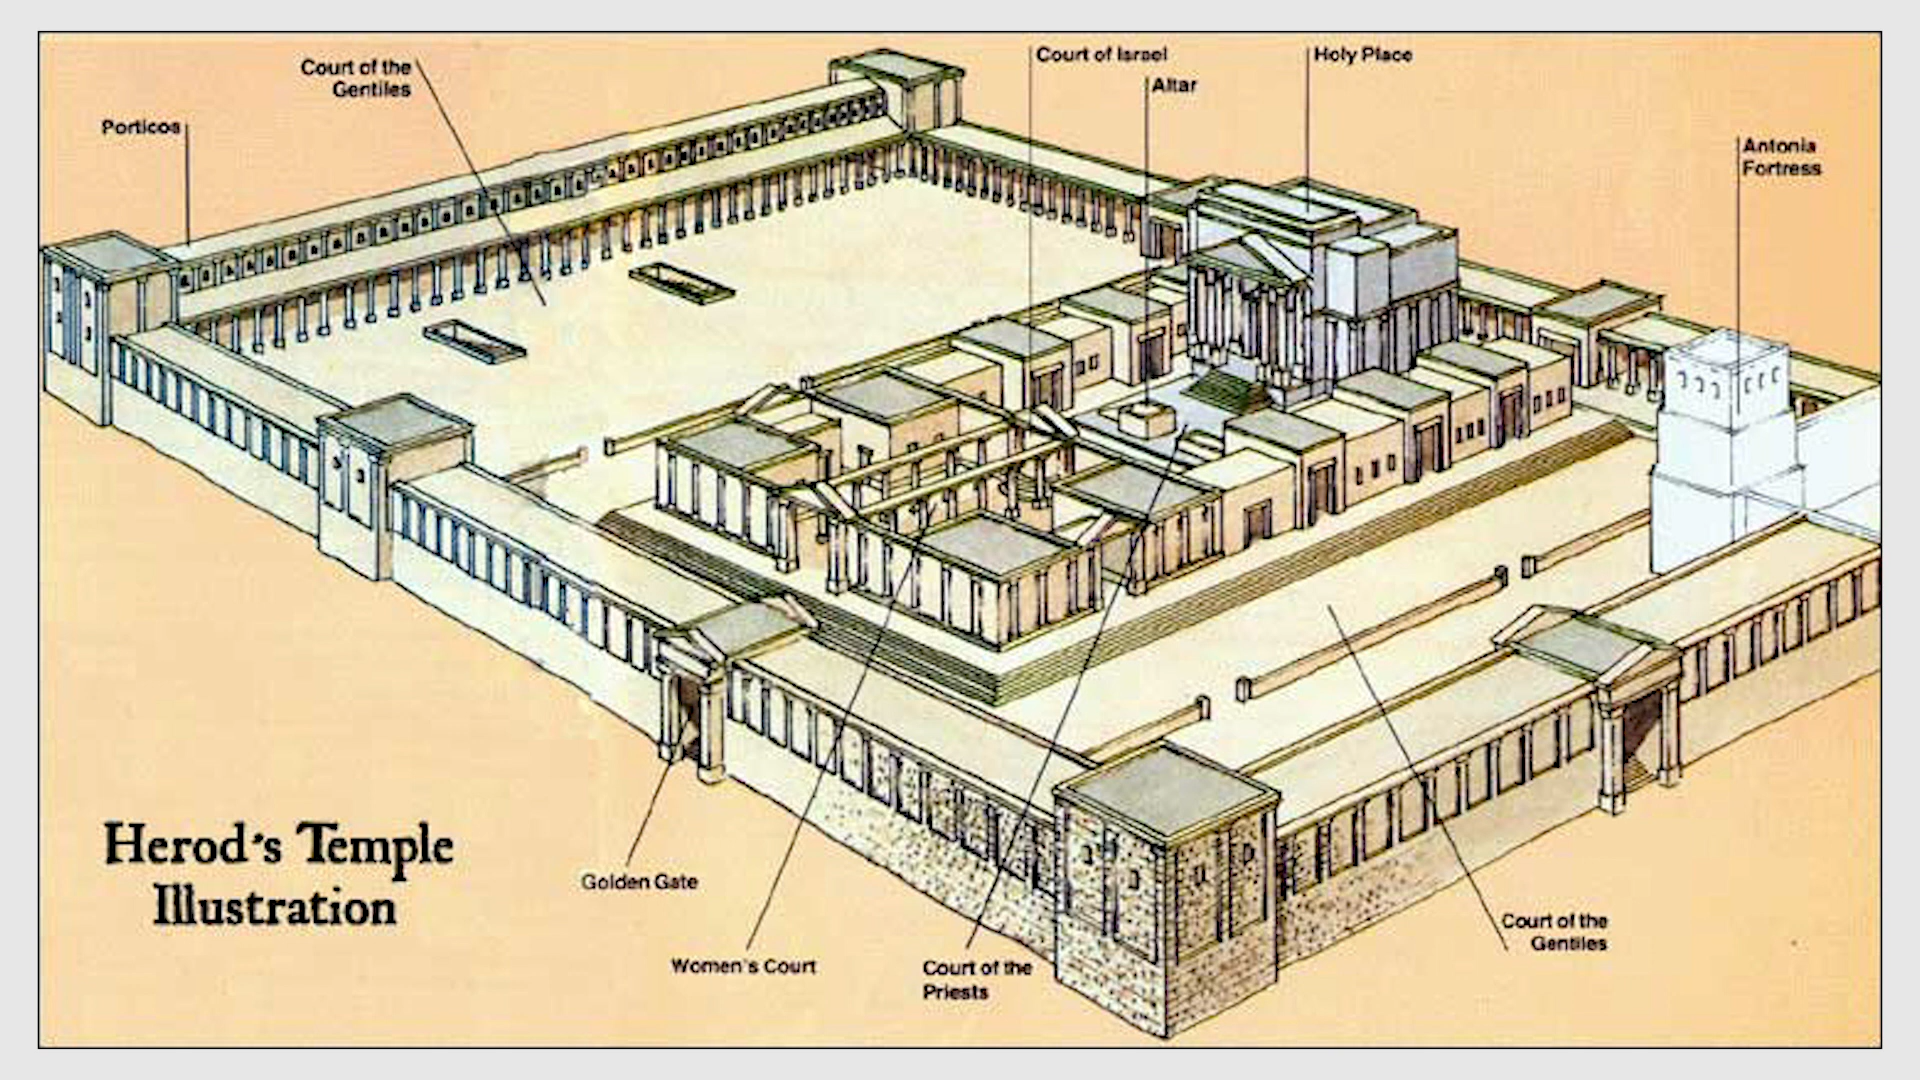 Court of the
Gentiles
Court of Israel
Holy Place
Altar
Porticos
Antonia
Fortress
Herod's Temple
Illustration
Golden Gate
Women's Court
Court of the
Priests
Court of the
Gentiles